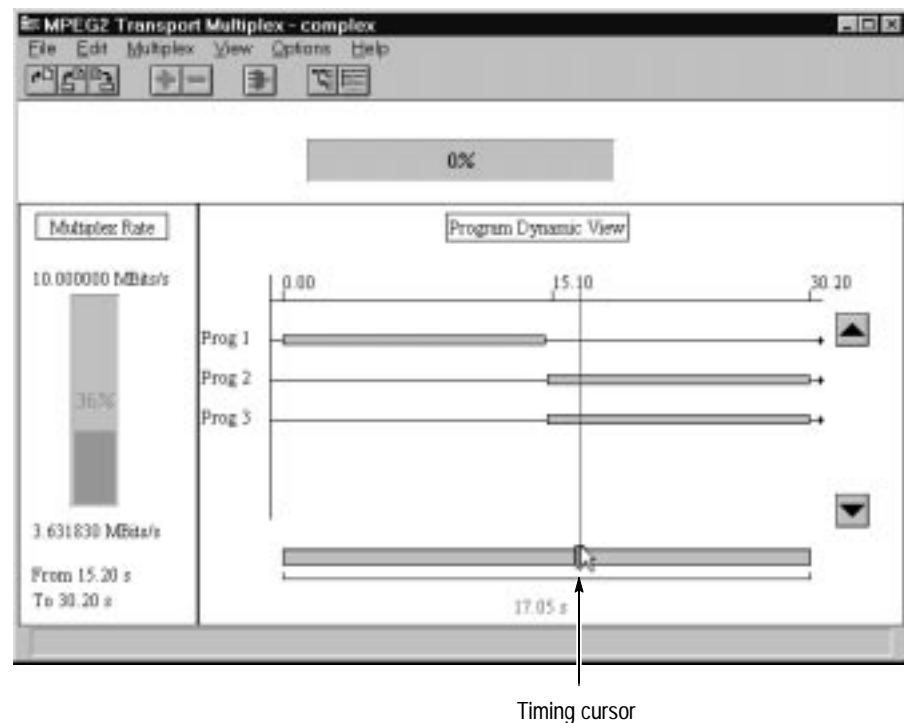 MPEG2 Transport Multiplex - complex
File Edit Multiplex View Options Help
0%
Multiplex Rate
Program Dynamic View
10.000000 MBits/s
0.00 15.10 30.20
Prog 1
Prog 2
36%
Prog 3
3.631830 MBits/s
From 15.20 s
To 30.20 s
17.05 s
Timing cursor